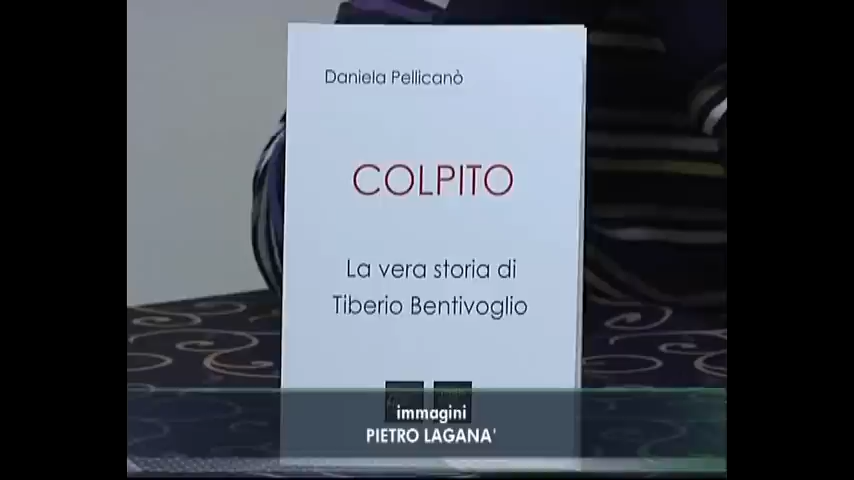 Daniela Pellicanò
COLPITO
La vera storia di
Tiberio Bentivoglio
immagini
PIETRO LAGANA'